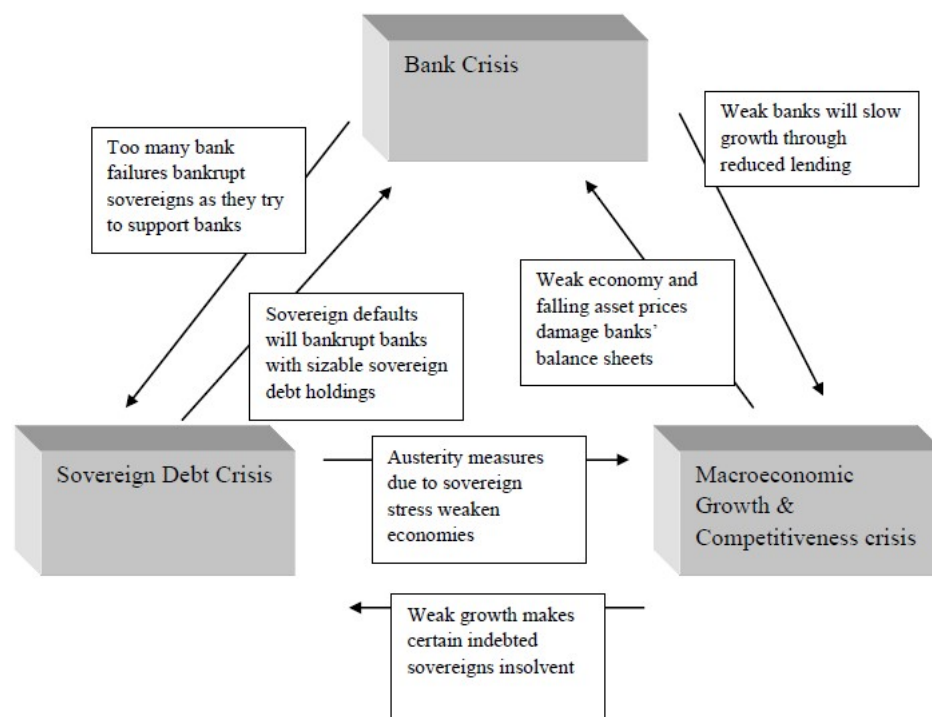 Bank Crisis
Too many bank
failures bankrupt
sovereigns as they try
to support banks
Weak banks will slow
growth through
reduced lending
Sovereign defaults
will bankrupt banks
with sizable sovereign
debt holdings
Weak economy and
falling asset prices
damage banks’
balance sheets
Sovereign Debt Crisis
Austerity measures
due to sovereign
stress weaken
economies
Macroeconomic
Growth &
Competitiveness crisis
Weak growth makes
certain indebted
sovereigns insolvent